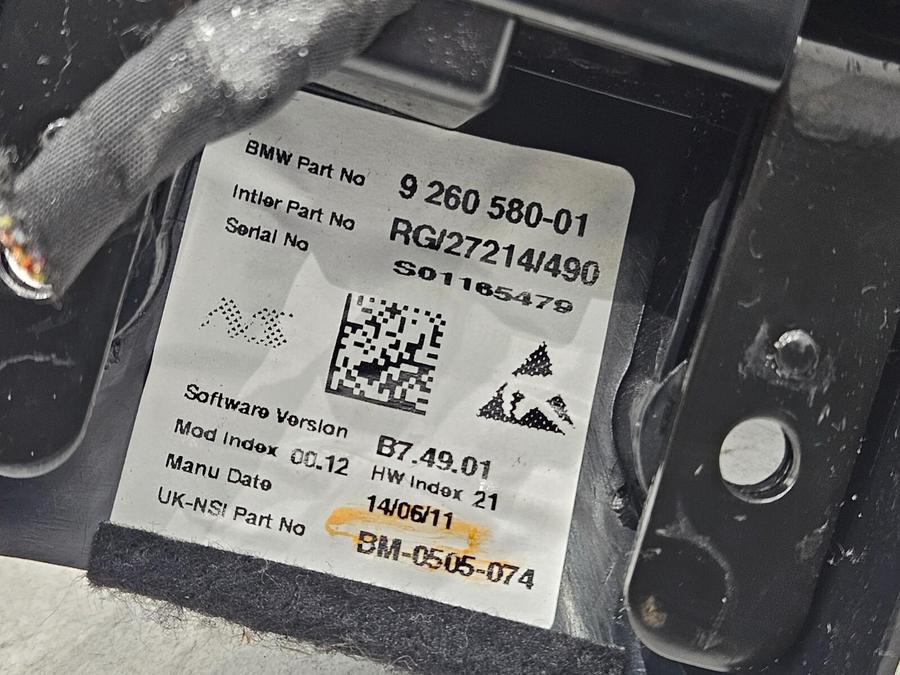 BMW Part No 9 260 580-01
Intier Part No RG/27214/490
Serial No S01165479
Software Version B7.49.01
Mod Index 00.12 HW Index 21
Manu Date 14/06/11
UK-NSI Part No BM-0505-074